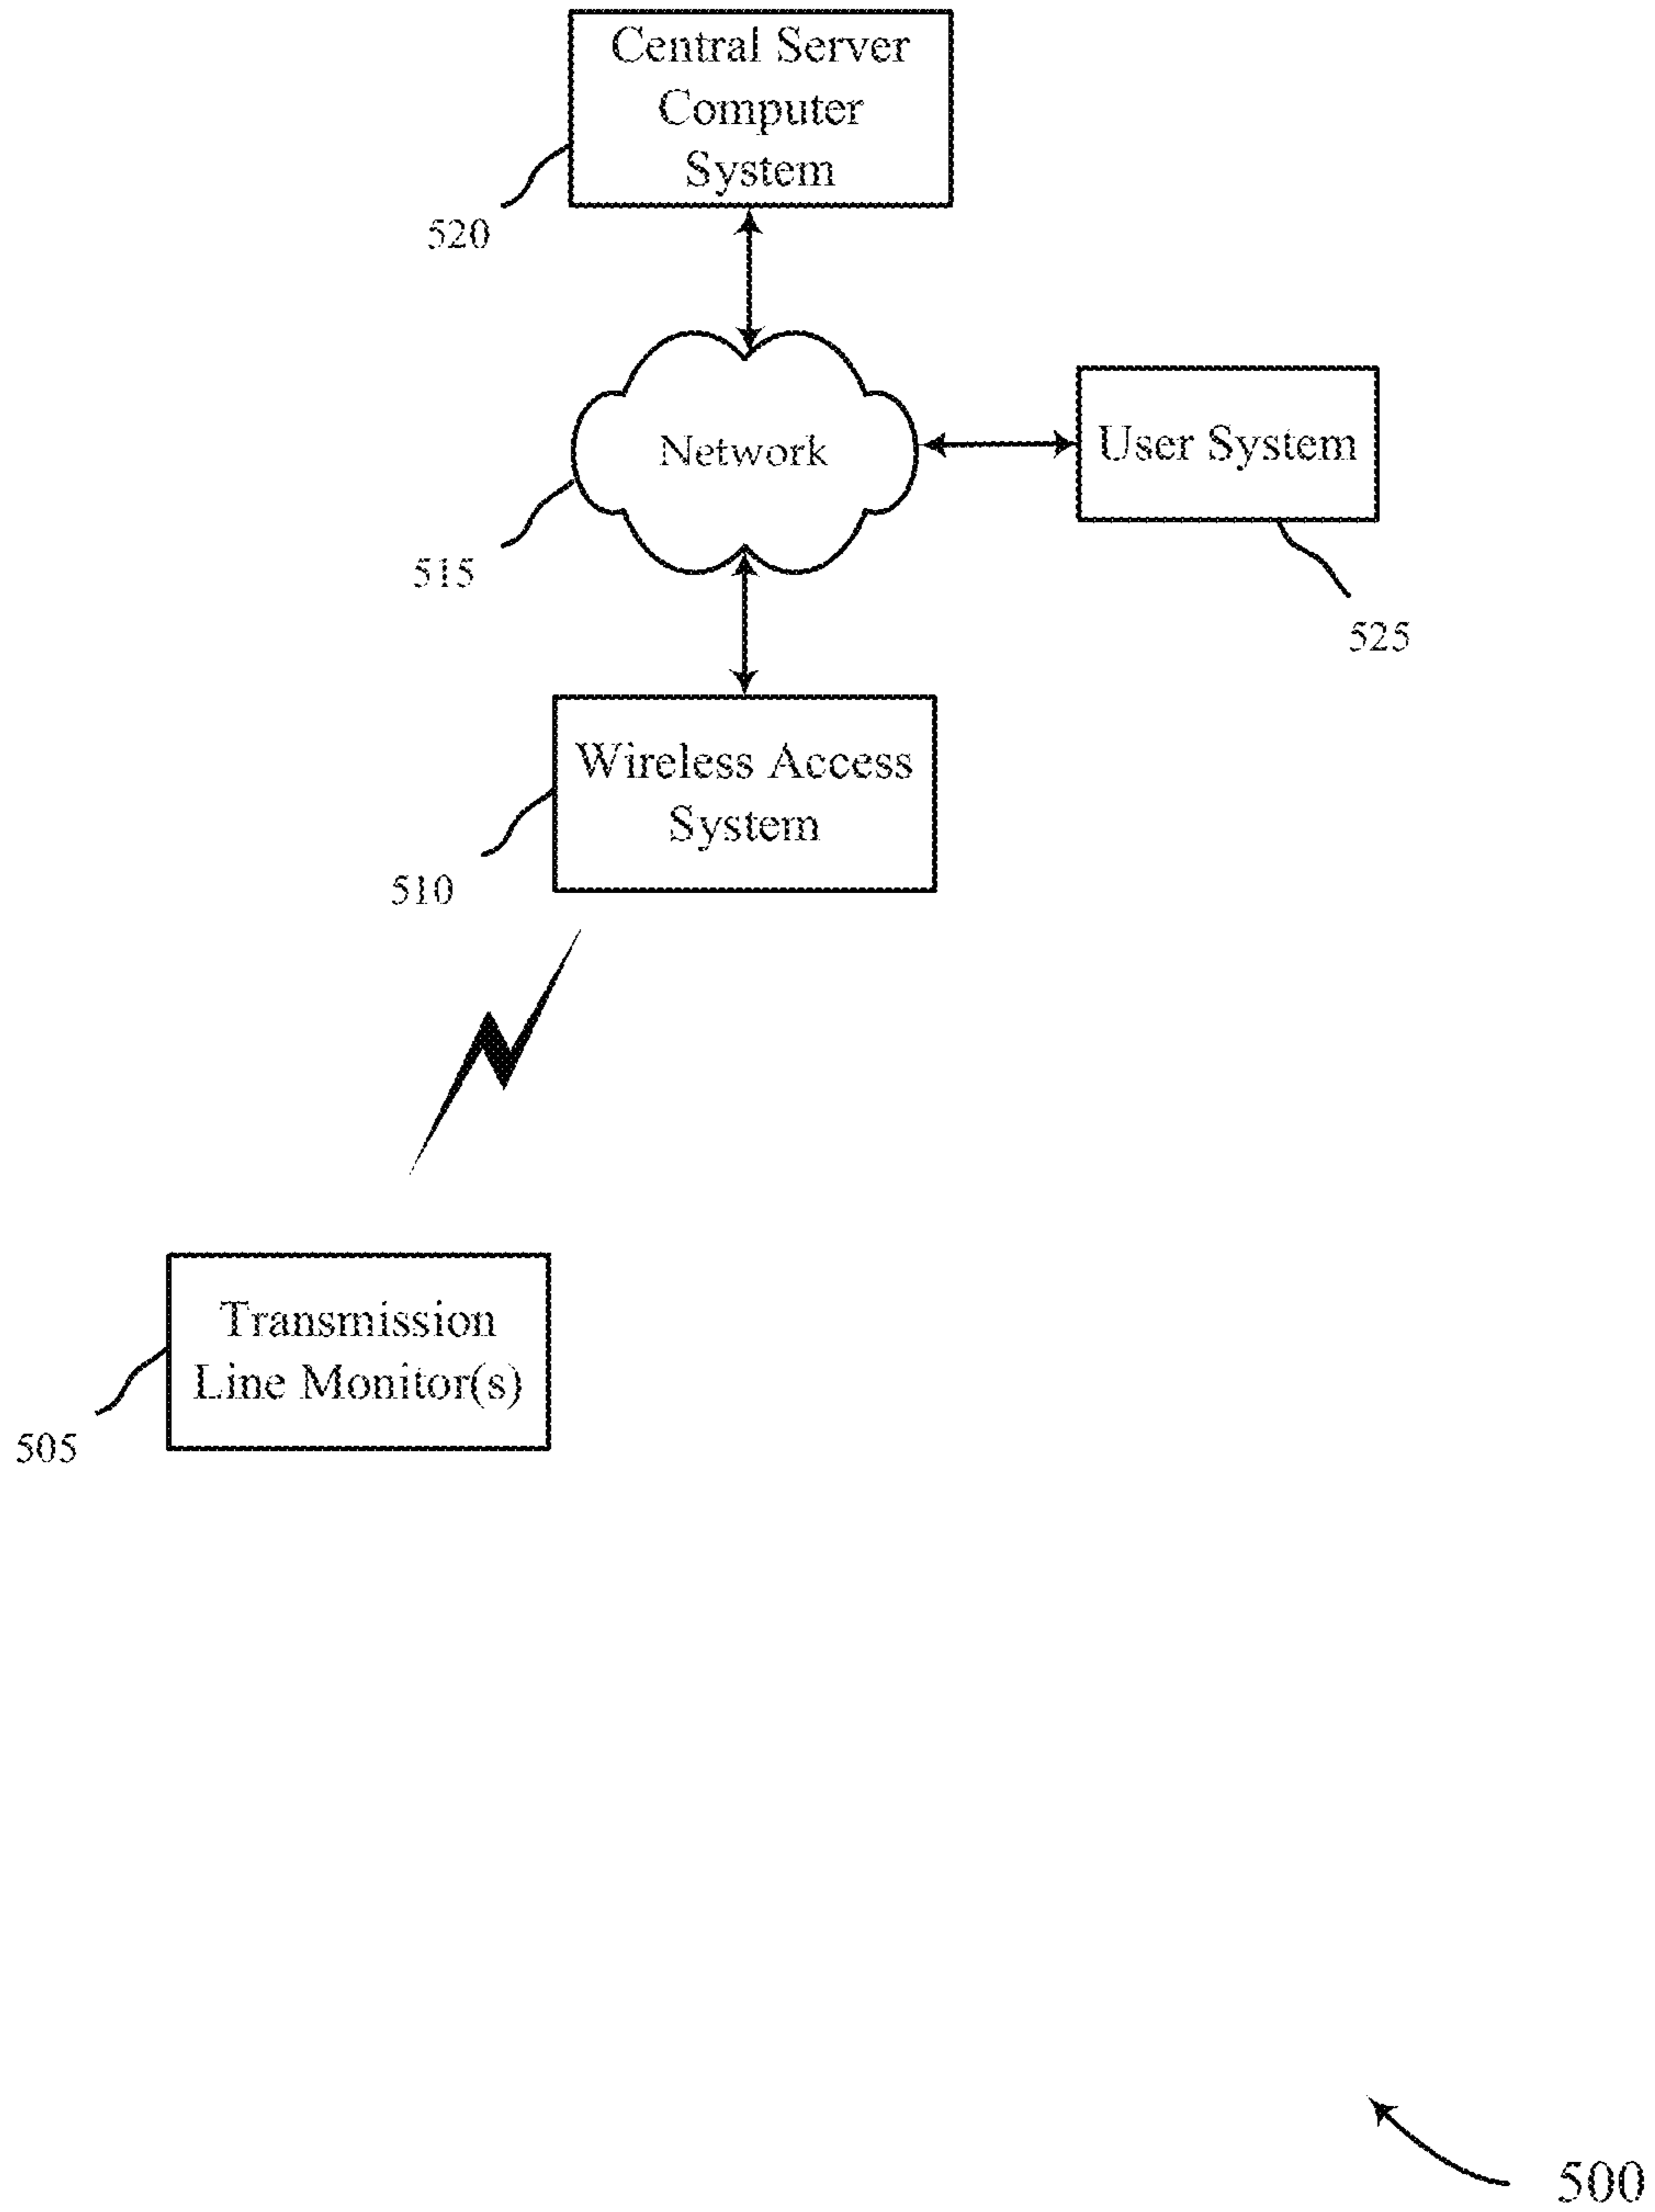 Central Server
Computer
System
520
Network
User System
515
525
Wireless Access
System
510
Transmission
Line Monitor(s)
505
500